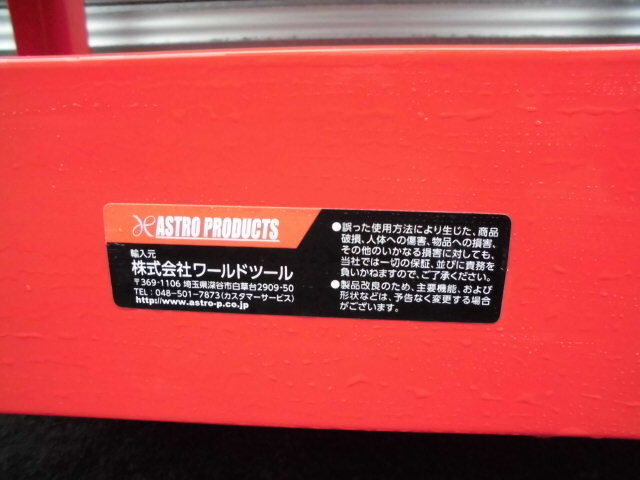 ASTRO PRODUCTS
輸入元
株式会社ワールドツール
〒369-1106 埼玉県深谷市白草台2909-50
TEL: 048-501-7873(カスタマーサービス)
http://www.astro-p.co.jp
●誤った使用方法により生じた、商品
破損、人体への傷害、物品への損害、
その他のいかなる損害に対しても、
当社では一切の保証、並びに責務を
負いかねますので、ご了承ください。
●製品改良のため、主要機能、および
形状などは、予告なく変更する場合
がございます。